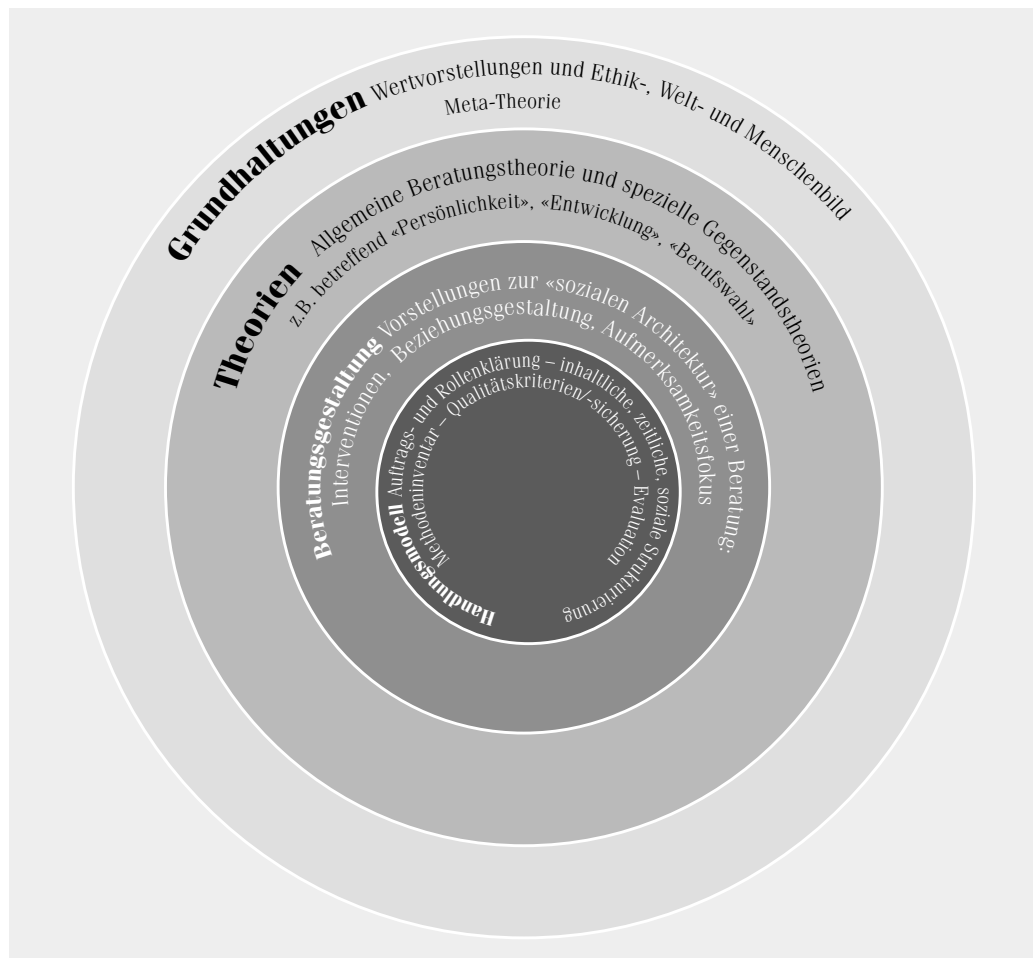 Grundhaltungen Wertvorstellungen und Ethik-, Welt- und Menschenbild
Meta-Theorie
Theorien Allgemeine Beratungstheorie und spezielle Gegenstandstheorien
z.B. betreffend «Persönlichkeit», «Entwicklung», «Berufswahl»
Beratungsgestaltung Vorstellungen zur «sozialen Architektur» einer Beratung:
Interventionen, Beziehungsgestaltung, Aufmerksamkeitsfokus
Handlungsmodell Auftrags- und Rollenklärung – inhaltliche, zeitliche, soziale Strukturierung
Methodeninventar – Qualitätskriterien/-sicherung – Evaluation